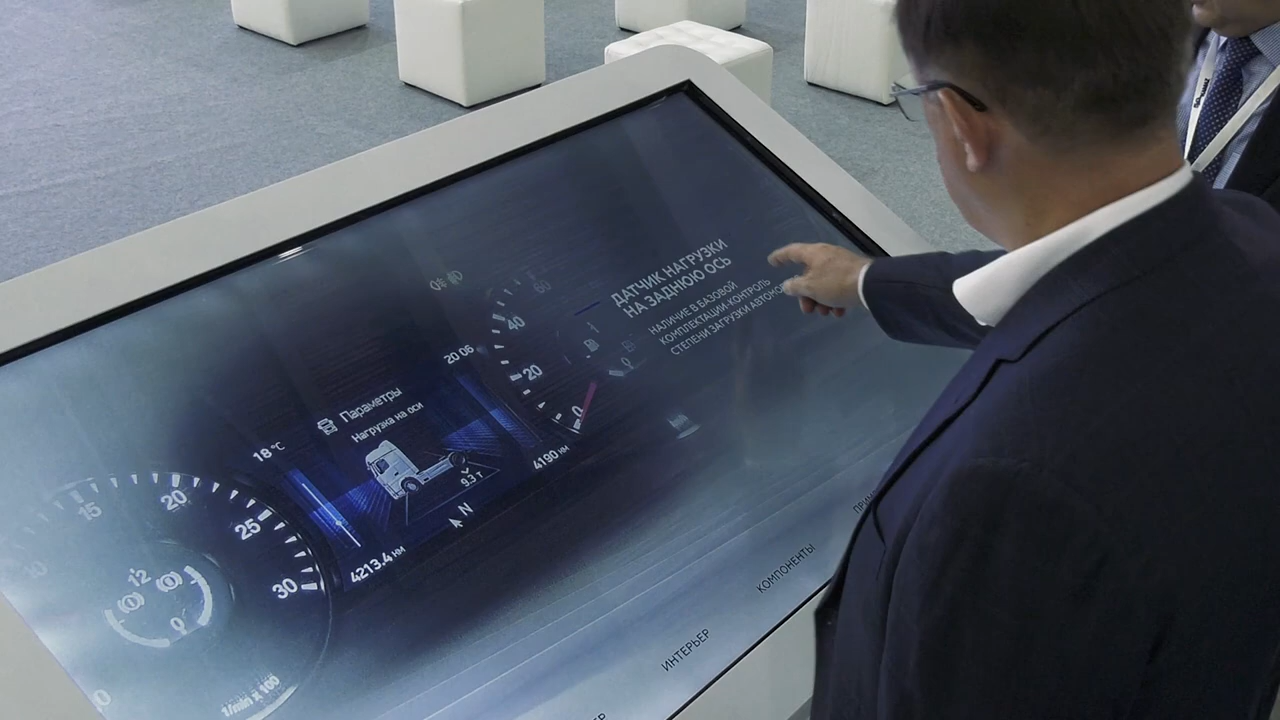 ДАТЧИК НАГРУЗКИ
НА ЗАДНЮЮ ОСЬ
НАЛИЧИЕ В БАЗОВОЙ
КОМПЛЕКТАЦИИ-КОНТРОЛЬ
СТЕПЕНИ ЗАГРУЗКИ
60
40
20
0
20:06
Параметры
Нагрузка на оси
18 °C
9.3 т
N
4190 км
4213.4 км
15
20
25
30
12
0
1/min x 100
КОМПОНЕНТЫ
ИНТЕРЬЕР